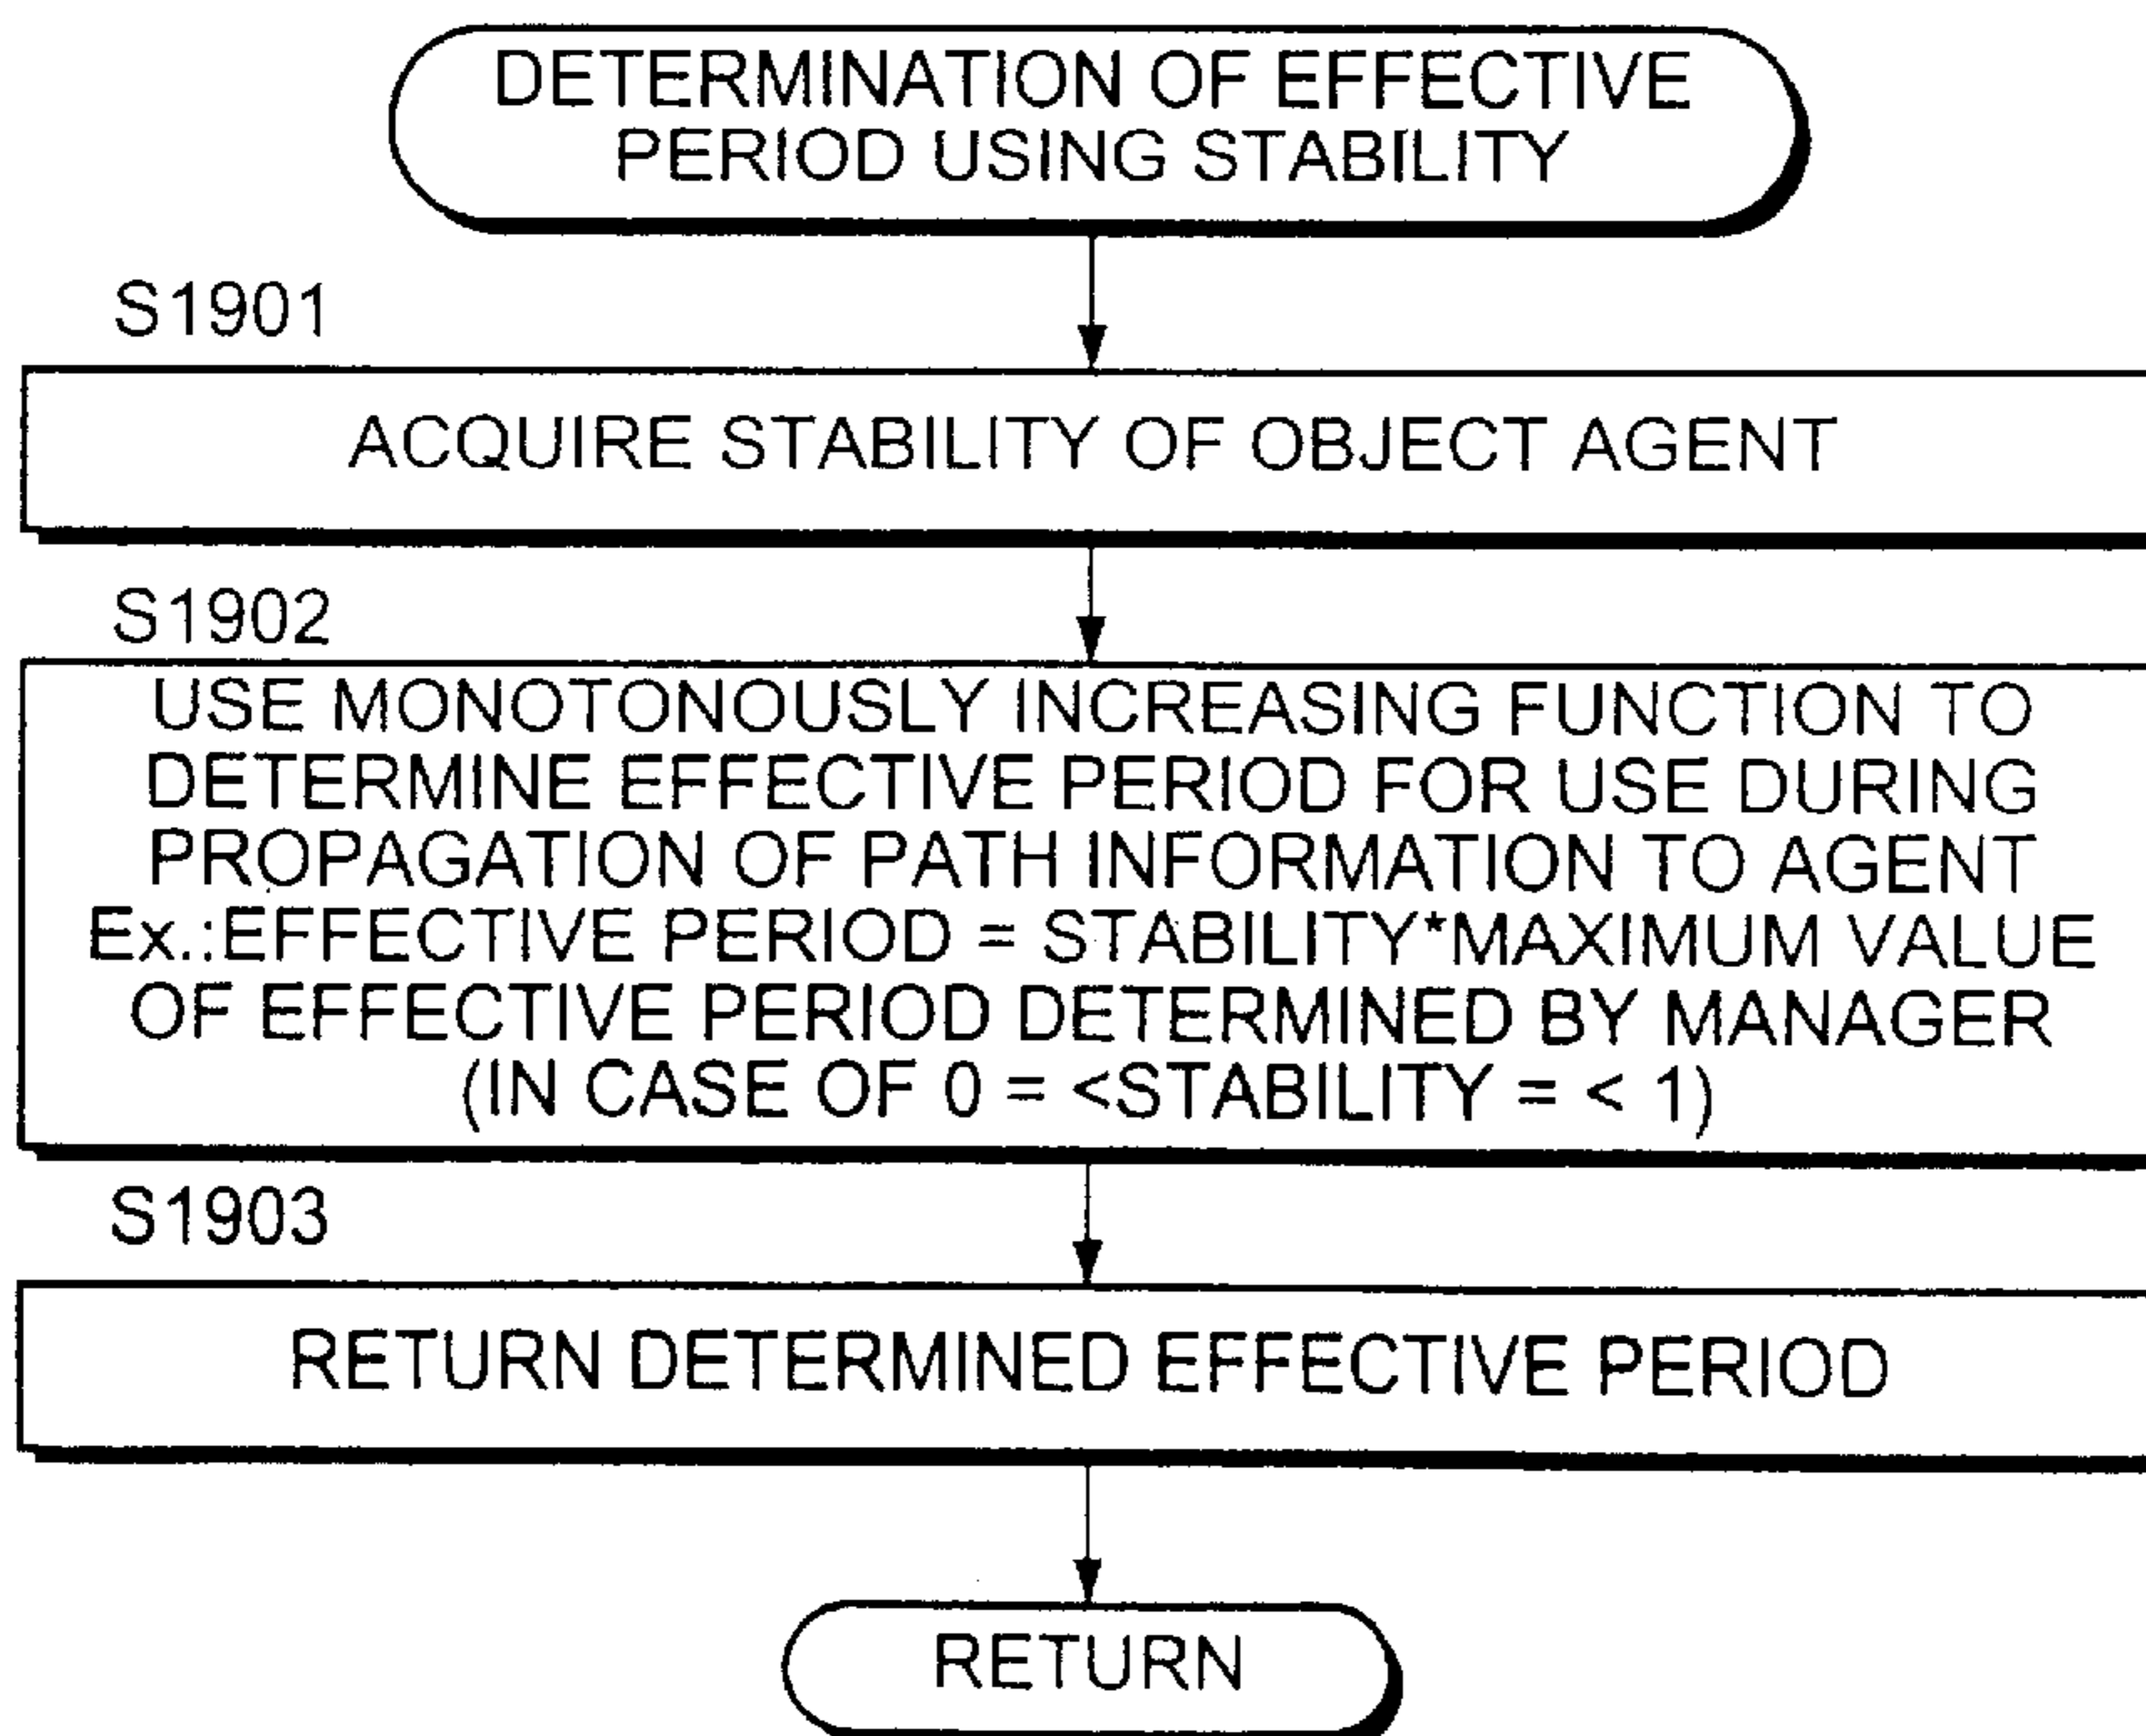 DETERMINATION OF EFFECTIVE
PERIOD USING STABILITY
S1901
ACQUIRE STABILITY OF OBJECT AGENT
S1902
USE MONOTONOUSLY INCREASING FUNCTION TO
DETERMINE EFFECTIVE PERIOD FOR USE DURING
PROPAGATION OF PATH INFORMATION TO AGENT
Ex.:EFFECTIVE PERIOD = STABILITY*MAXIMUM VALUE
OF EFFECTIVE PERIOD DETERMINED BY MANAGER
(IN CASE OF 0 = <STABILITY = < 1)
S1903
RETURN DETERMINED EFFECTIVE PERIOD
RETURN